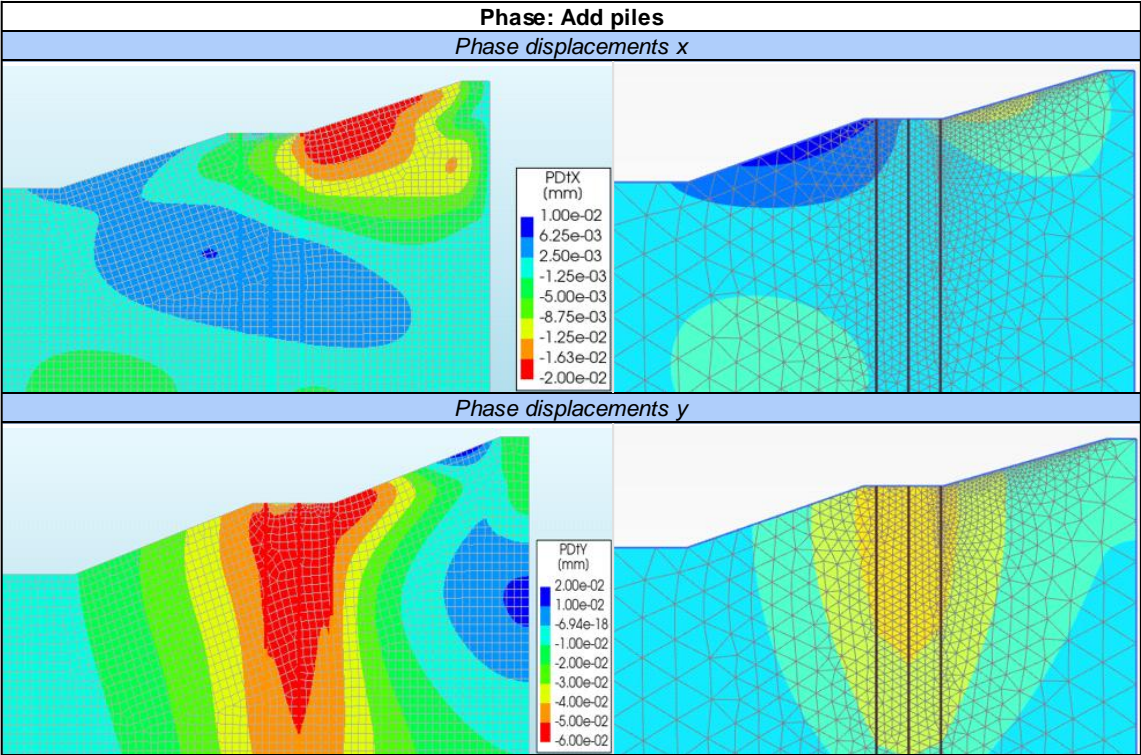 Phase: Add piles
Phase displacements x
PDtX
(mm)
1.00e-02
6.25e-03
2.50e-03
-1.25e-03
-5.00e-03
-8.75e-03
-1.25e-02
-1.63e-02
-2.00e-02
Phase displacements y
PDtY
(mm)
2.00e-02
1.00e-02
-6.94e-18
-1.00e-02
-2.00e-02
-3.00e-02
-4.00e-02
-5.00e-02
-6.00e-02